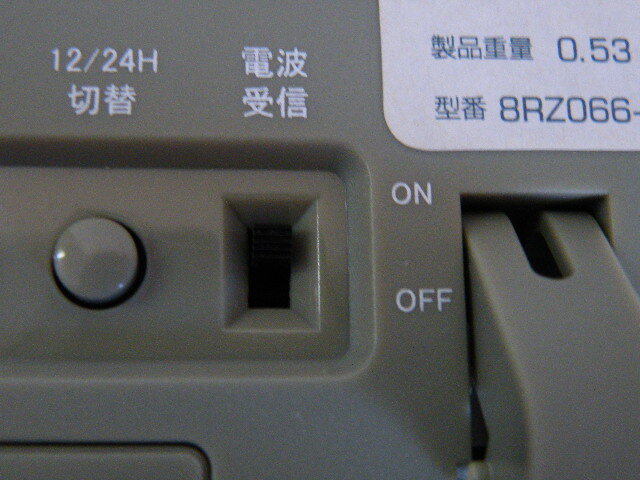 12/24H
切替
電波
受信
製品重量 0.53
型番 8RZ066-
ON
OFF